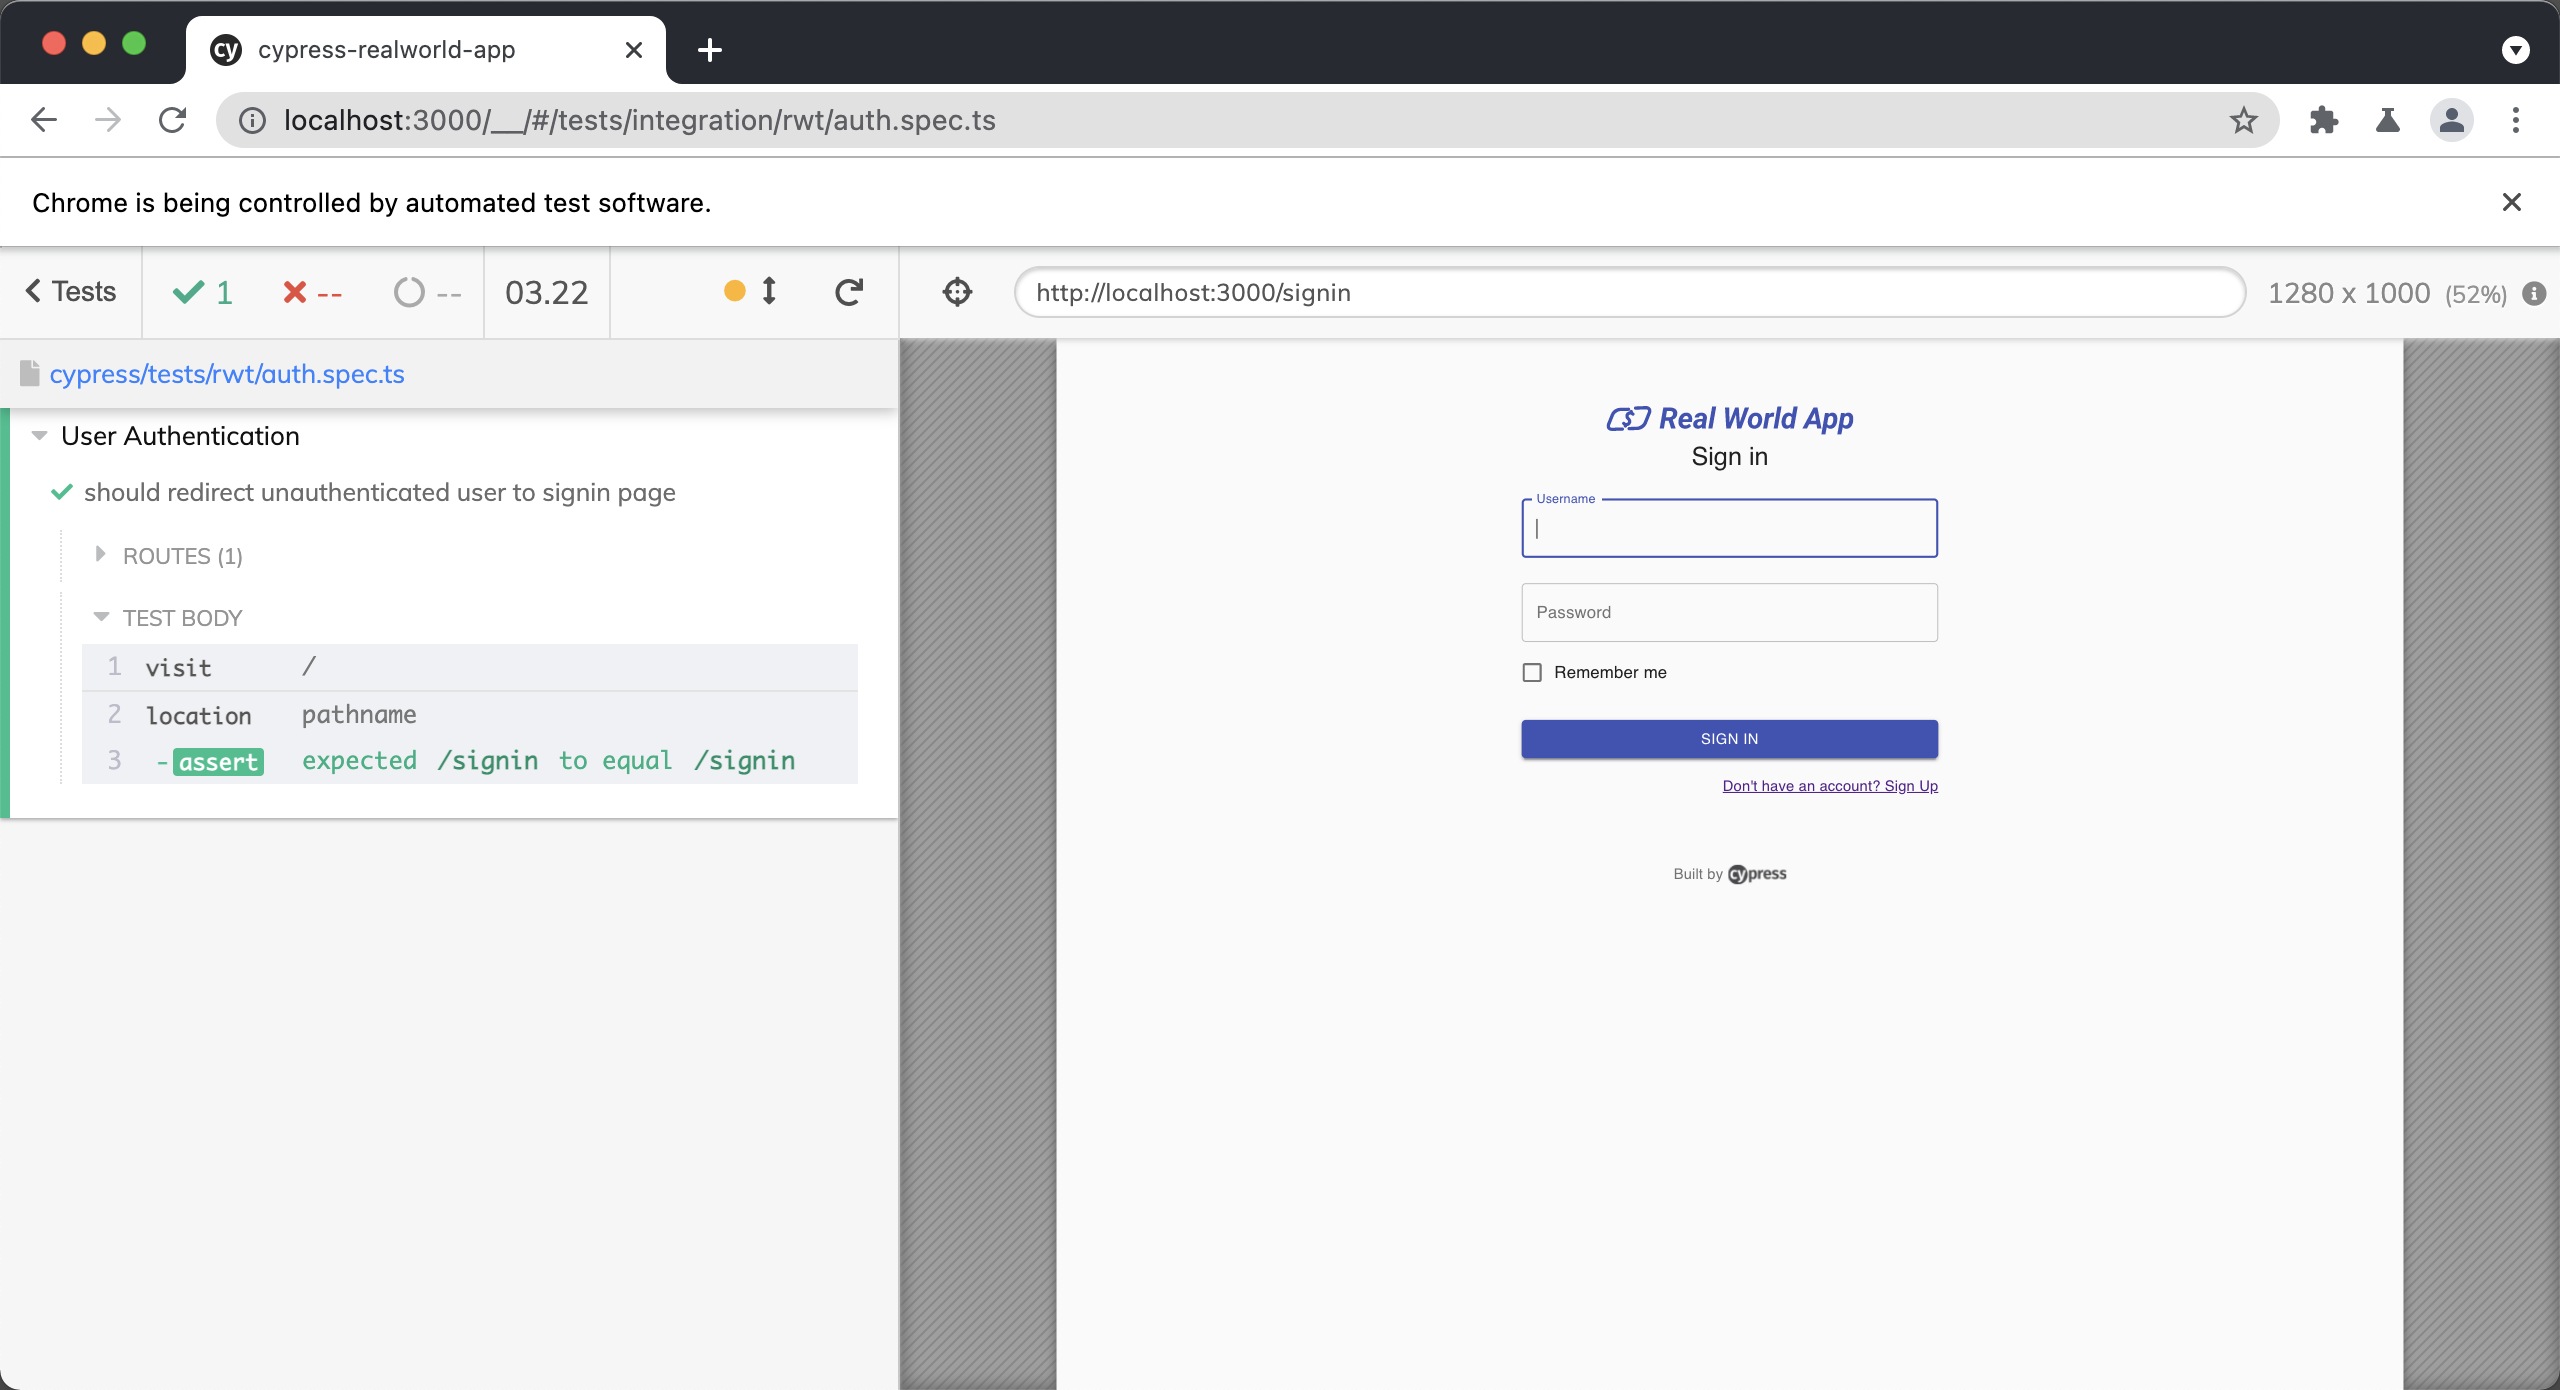 cy cypress-realworld-app
localhost:3000/__/#/tests/integration/rwt/auth.spec.ts
Chrome is being controlled by automated test software.
Tests 1 -- -- 03.22
http://localhost:3000/signin 1280 x 1000 (52%)
cypress/tests/rwt/auth.spec.ts
User Authentication
should redirect unauthenticated user to signin page
ROUTES (1)
TEST BODY
1 visit /
2 location pathname
3 -assert expected /signin to equal /signin
Real World App
Sign in
Username
Password
Remember me
SIGN IN
Don't have an account? Sign Up
Built by cypress